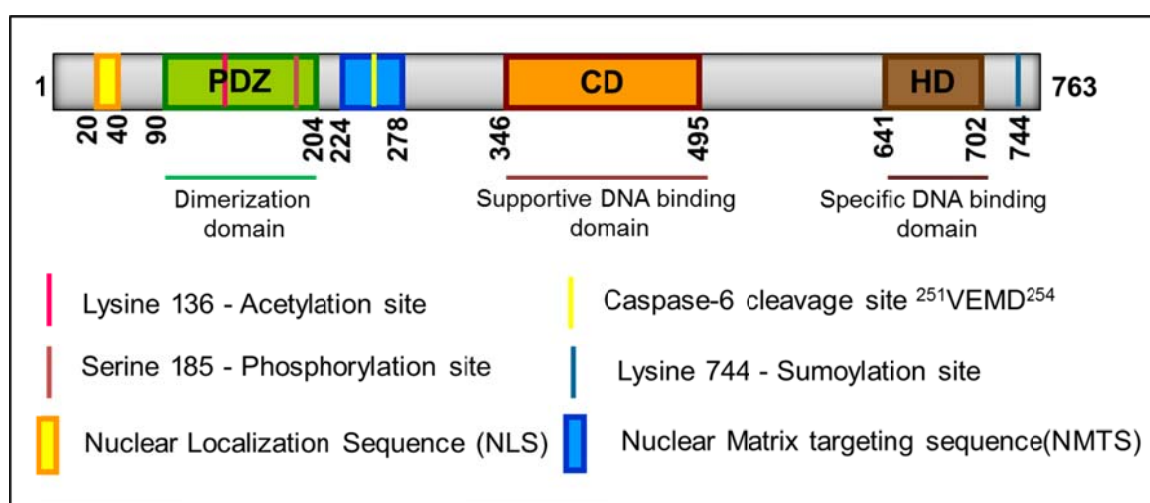 PDZ CD HD
1 763
20 40 90 204 224 278 346 495 641 702 744
Dimerization domain
Supportive DNA binding domain
Specific DNA binding domain
Lysine 136 - Acetylation site
Caspase-6 cleavage site ²⁵¹VEMD²⁵⁴
Serine 185 - Phosphorylation site
Lysine 744 - Sumoylation site
Nuclear Localization Sequence (NLS)
Nuclear Matrix targeting sequence(NMTS)